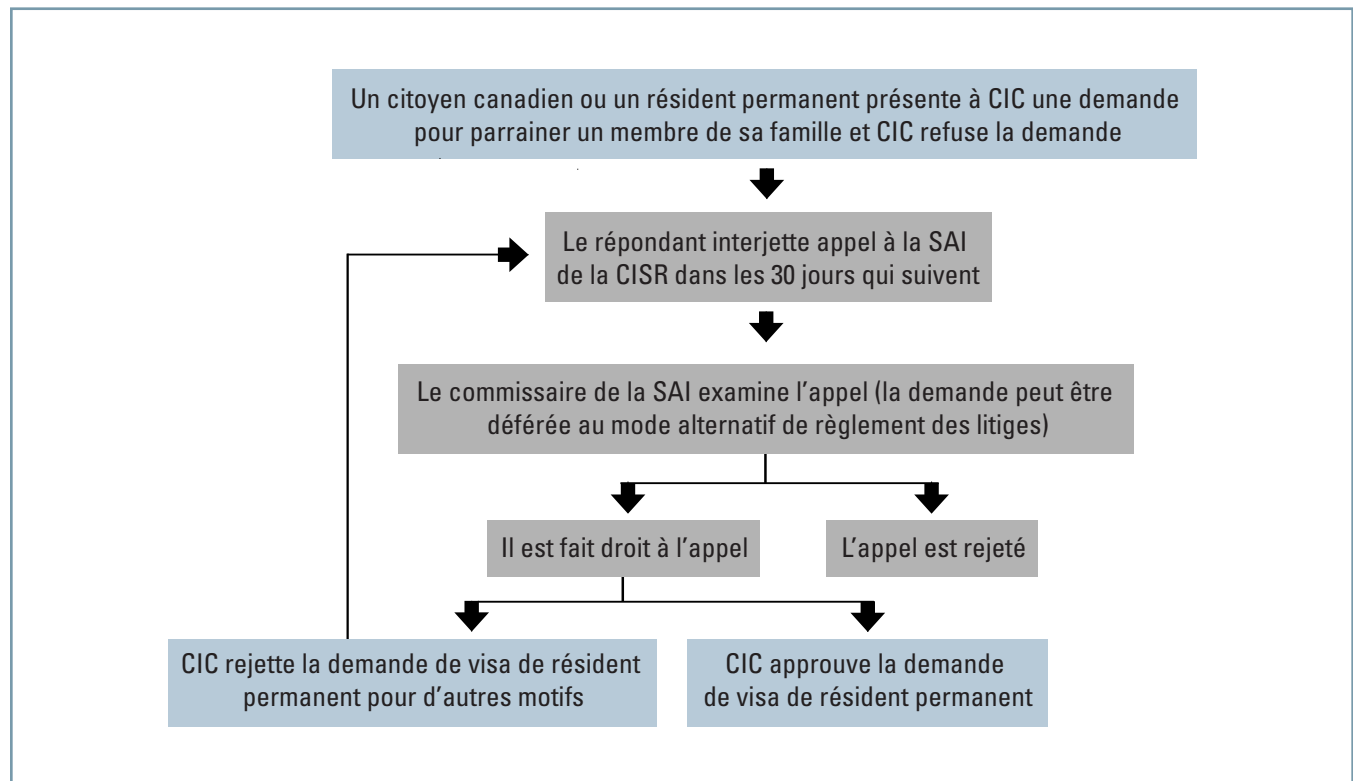 Un citoyen canadien ou un résident permanent présente à CIC une demande
pour parrainer un membre de sa famille et CIC refuse la demande
Le répondant interjette appel à la SAI
de la CISR dans les 30 jours qui suivent
Le commissaire de la SAI examine l’appel (la demande peut être
déférée au mode alternatif de règlement des litiges)
Il est fait droit à l’appel
L’appel est rejeté
CIC rejette la demande de visa de résident
permanent pour d’autres motifs
CIC approuve la demande
de visa de résident permanent